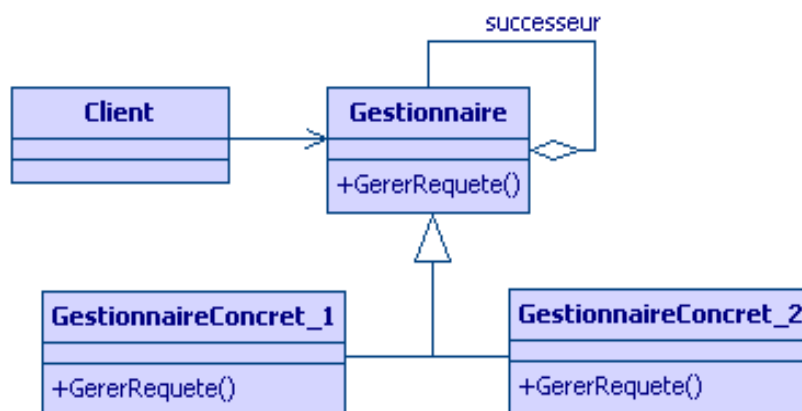 successeur
Client
Gestionnaire
+GererRequete()
GestionnaireConcret_1
+GererRequete()
GestionnaireConcret_2
+GererRequete()